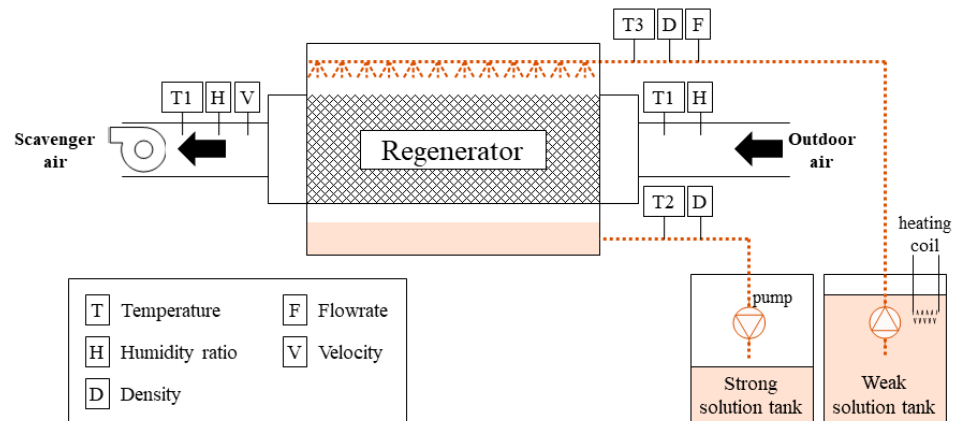 T3 D F
T1 H V
T1 H
Scavenger
air
Regenerator
Outdoor
air
T2 D
heating
coil
pump
T Temperature
F Flowrate
H Humidity ratio
V Velocity
D Density
Strong
solution tank
Weak
solution tank